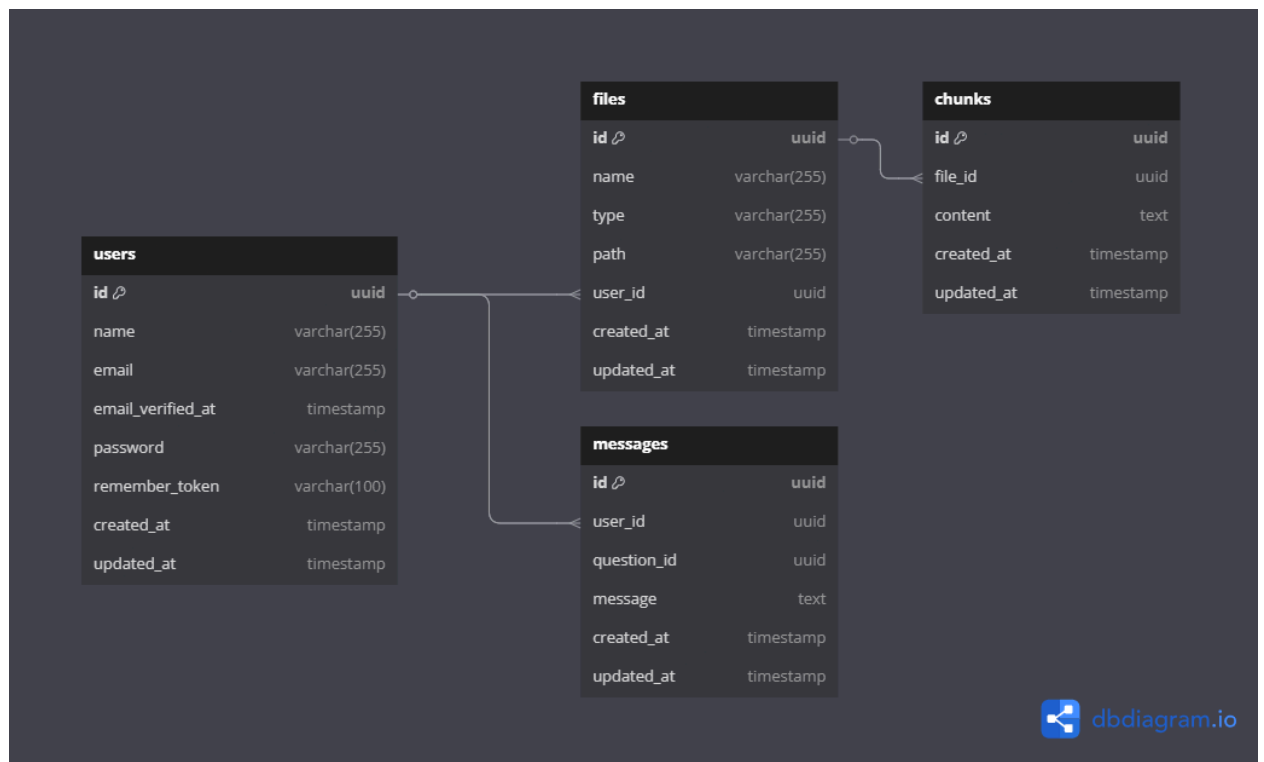 users
id uuid
name varchar(255)
email varchar(255)
email_verified_at timestamp
password varchar(255)
remember_token varchar(100)
created_at timestamp
updated_at timestamp
files
id uuid
name varchar(255)
type varchar(255)
path varchar(255)
user_id uuid
created_at timestamp
updated_at timestamp
messages
id uuid
user_id uuid
question_id uuid
message text
created_at timestamp
updated_at timestamp
chunks
id uuid
file_id uuid
content text
created_at timestamp
updated_at timestamp
dbdiagram.io